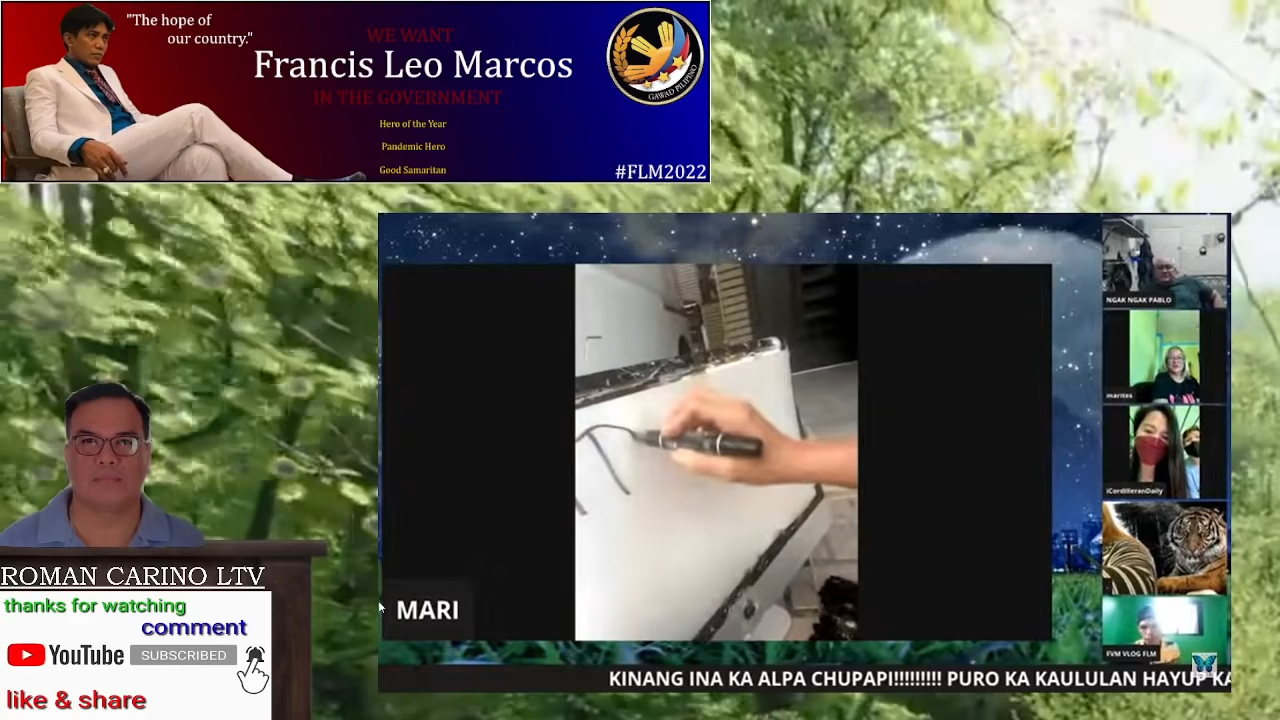 "The hope of
our country."
WE WANT
Francis Leo Marcos
IN THE GOVERNMENT
Hero of the Year
Pandemic Hero
Good Samaritan
GAWAD PILIPINO
#FLM2022
NGAK NGAK PABLO
marites
iCordilleranDaily
FVM VLOG FLM
MARI
KINANG INA KA ALPA CHUPAPI!!!!!!!!! PURO KA KAULULAN HAYUP KA
ROMAN CARINO LTV
thanks for watching
comment
YouTube SUBSCRIBED
like & share